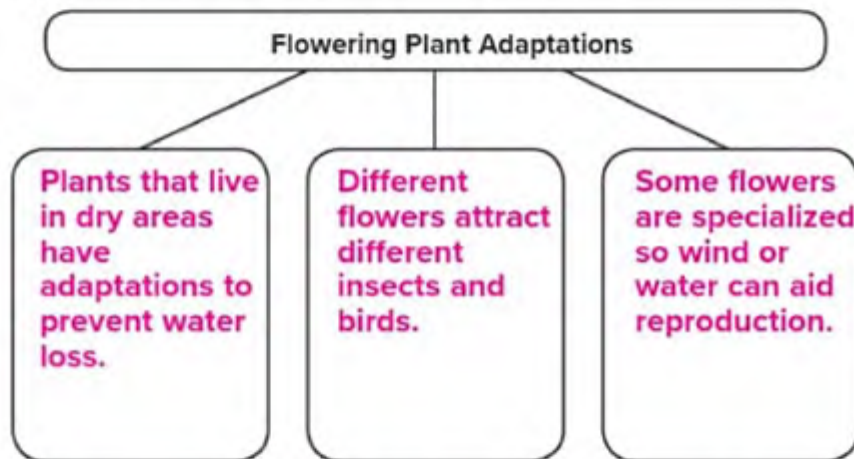 Flowering Plant Adaptations
Plants that live
in dry areas
have
adaptations to
prevent water
loss.
Different
flowers attract
different
insects and
birds.
Some flowers
are specialized
so wind or
water can aid
reproduction.